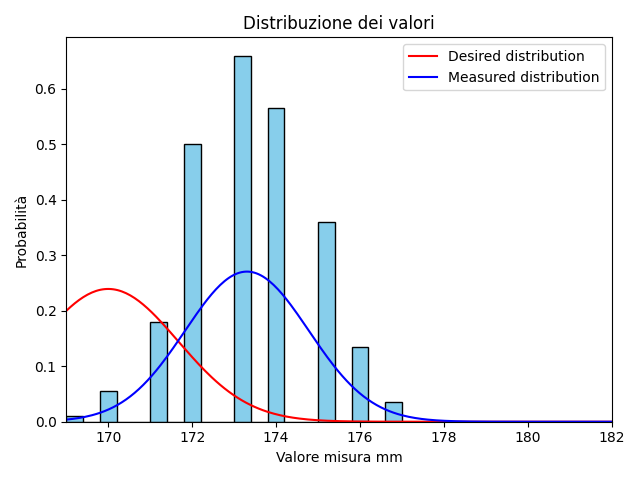 Distribuzione dei valori
Desired distribution
Measured distribution
Probabilità
0.6
0.5
0.4
0.3
0.2
0.1
0.0
170 172 174 176 178 180 182
Valore misura mm